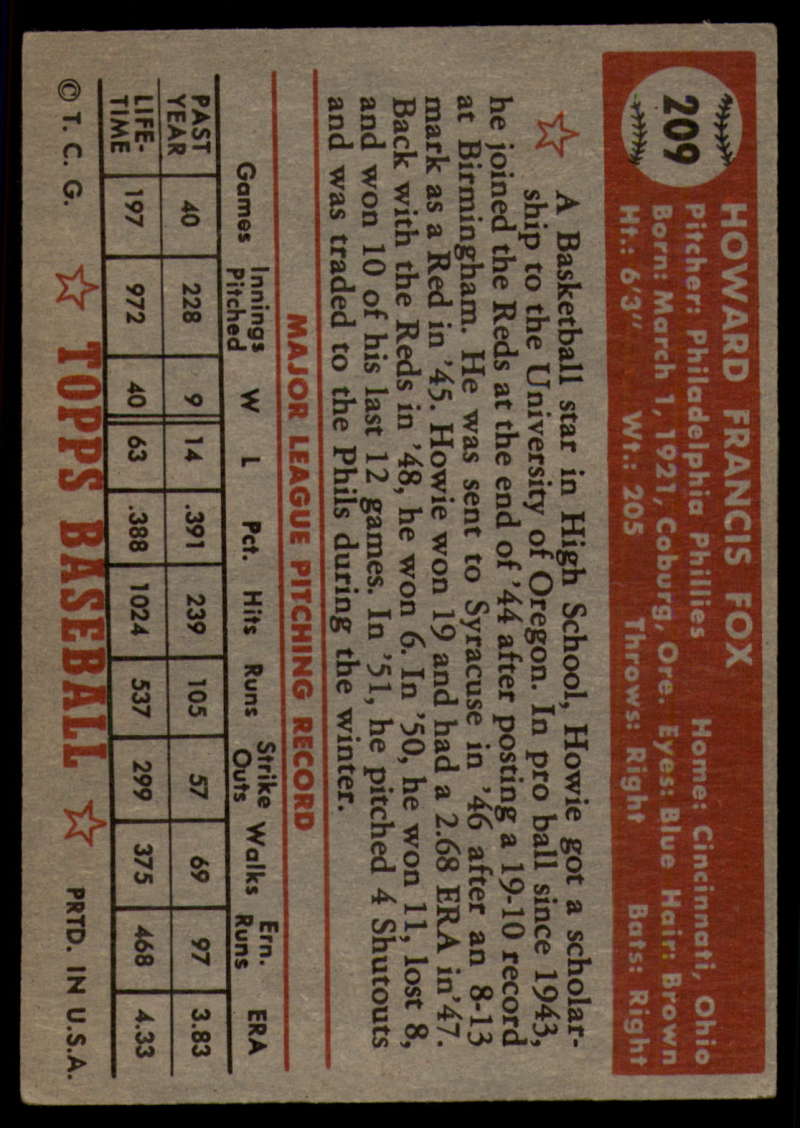 209
HOWARD FRANCIS FOX
Pitcher: Philadelphia Phillies Home: Cincinnati, Ohio
Born: March 1, 1921, Coburg, Ore. Eyes: Blue Hair: Brown
Ht.: 6'3" Wt.: 205 Throws: Right Bats: Right
A Basketball star in High School, Howie got a scholar-
ship to the University of Oregon. In pro ball since 1943,
he joined the Reds at the end of '44 after posting a 19-10 record
at Birmingham. He was sent to Syracuse in '46 after an 8-13
mark as a Red in '45. Howie won 19 and had a 2.68 ERA in '47.
Back with the Reds in '48, he won 6. In '50, he won 11, lost 8,
and won 10 of his last 12 games. In '51, he pitched 4 Shutouts
and was traded to the Phils during the winter.
MAJOR LEAGUE PITCHING RECORD
Games Innings Pitched W L Pct. Hits Runs Strike Outs Walks Ern. Runs ERA
PAST YEAR 40 228 9 14 .391 239 105 57 69 97 3.83
LIFE-TIME 197 972 40 63 .388 1024 537 299 375 468 4.33
© T. C. G. TOPPS BASEBALL PRTD. IN U.S.A.